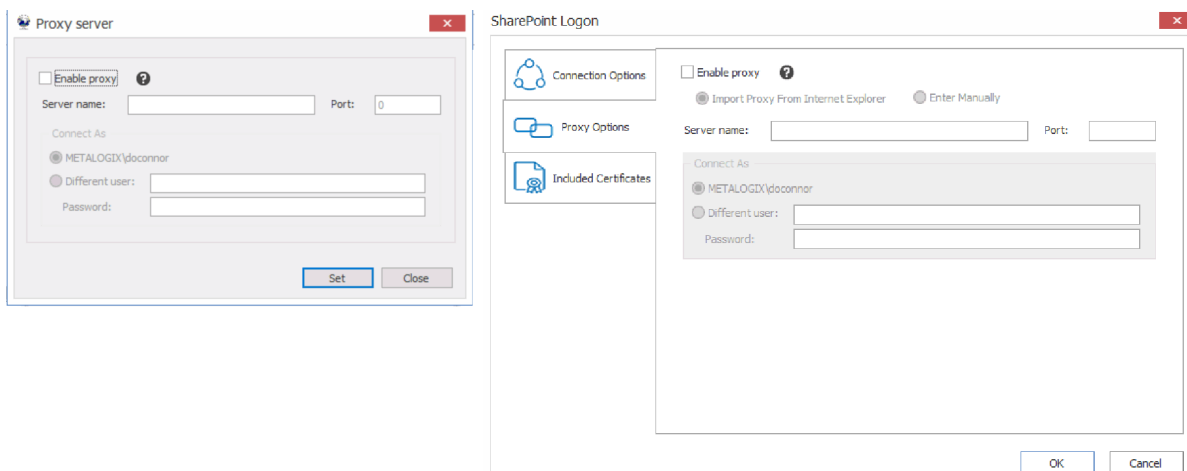 Proxy server
Enable proxy
Server name:
Port: 0
Connect As
METALOGIX\doconnor
Different user:
Password:
Set Close
SharePoint Logon
Connection Options
Proxy Options
Included Certificates
Enable proxy
Import Proxy From Internet Explorer Enter Manually
Server name: Port:
Connect As
METALOGIX\doconnor
Different user:
Password:
OK Cancel